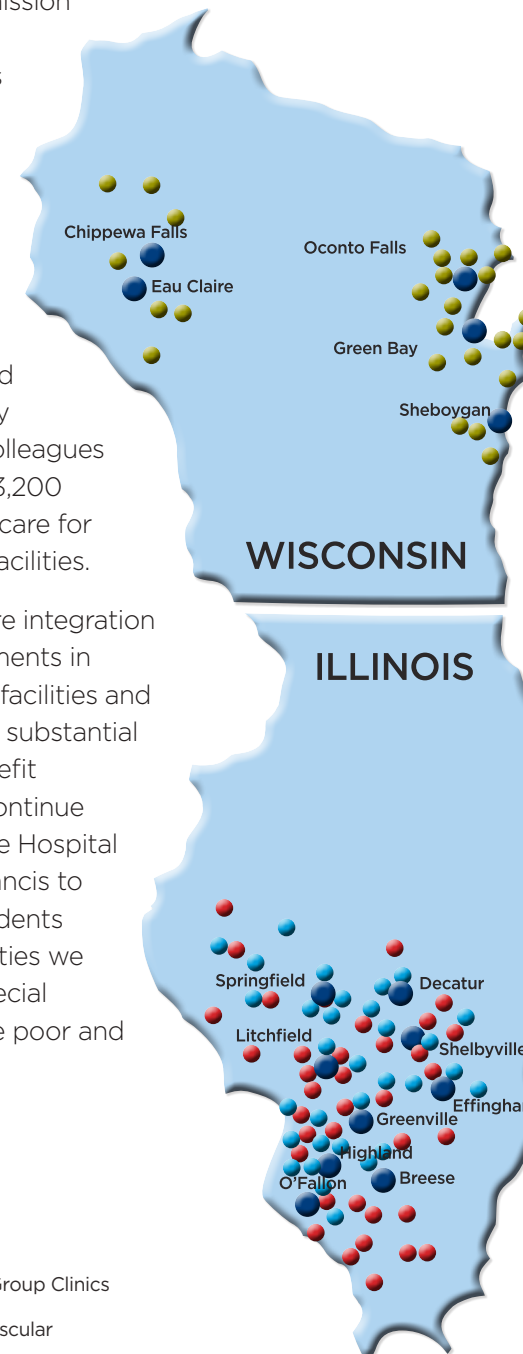 s
Chippewa Falls
Oconto Falls
Eau Claire
Green Bay
d
Sheboygan
y
olleagues
3,200
care for
acilities.
WISCONSIN
re integration
ments in
ILLINOIS
facilities and
substantial
efit
ontinue
e Hospital
ncis to
dents
ties we
Springfield
Decatur
ecial
e poor and
Litchfield
Shelbyville
Effingha
Greenville
Highland
O'Fallon
Breese
Group Clinics
scular